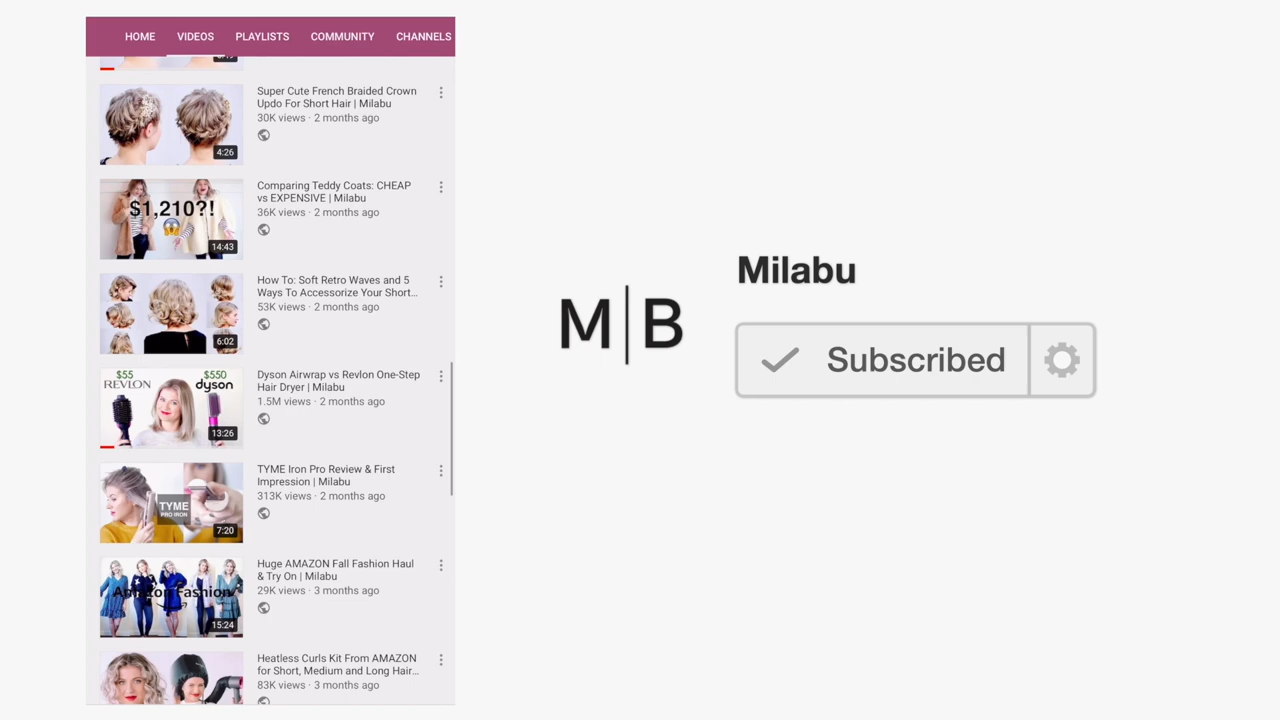 HOME VIDEOS PLAYLISTS COMMUNITY CHANNELS
Super Cute French Braided Crown
Updo For Short Hair | Milabu
30K views · 2 months ago
4:26
Comparing Teddy Coats: CHEAP
vs EXPENSIVE | Milabu
36K views · 2 months ago
$1,210?!
14:43
How To: Soft Retro Waves and 5
Ways To Accessorize Your Short...
53K views · 2 months ago
6:02
Dyson Airwrap vs Revlon One-Step
Hair Dryer | Milabu
1.5M views · 2 months ago
$55
REVLON
$550
dyson
13:26
TYME Iron Pro Review & First
Impression | Milabu
313K views · 2 months ago
TYME
PRO IRON
7:20
Huge AMAZON Fall Fashion Haul
& Try On | Milabu
29K views · 3 months ago
Amazon Fashion
15:24
Heatless Curls Kit From AMAZON
for Short, Medium and Long Hair...
83K views · 3 months ago
M|B
Milabu
Subscribed